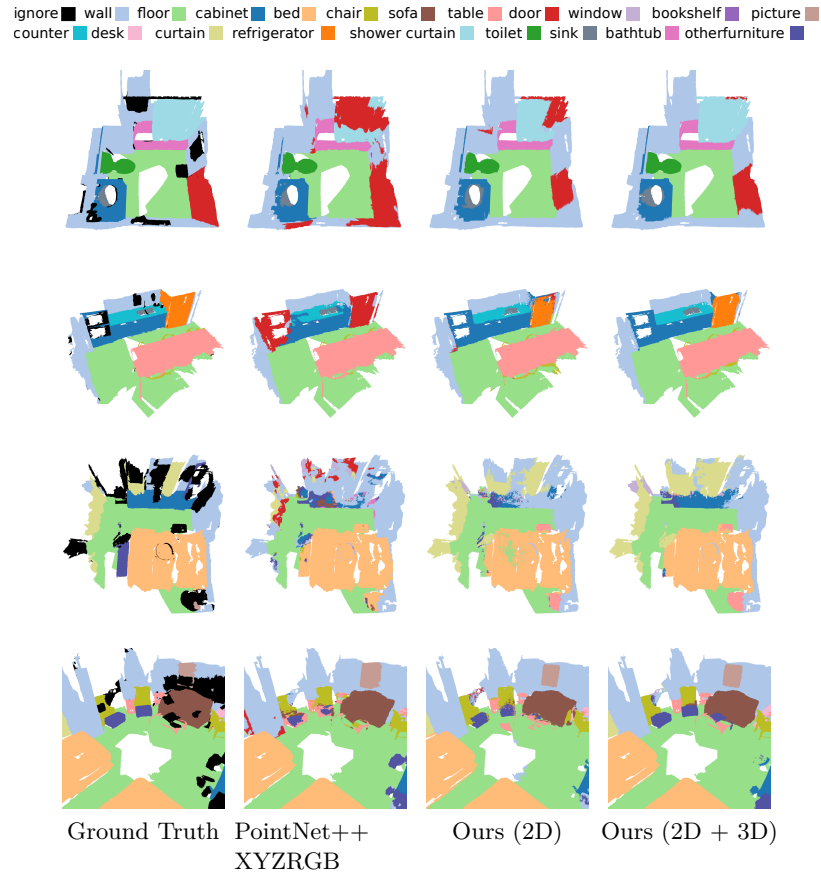 ignore wall floor cabinet bed chair sofa table door window bookshelf picture
counter desk curtain refrigerator shower curtain toilet sink bathtub otherfurniture
Ground Truth PointNet++ XYZRGB Ours (2D) Ours (2D + 3D)